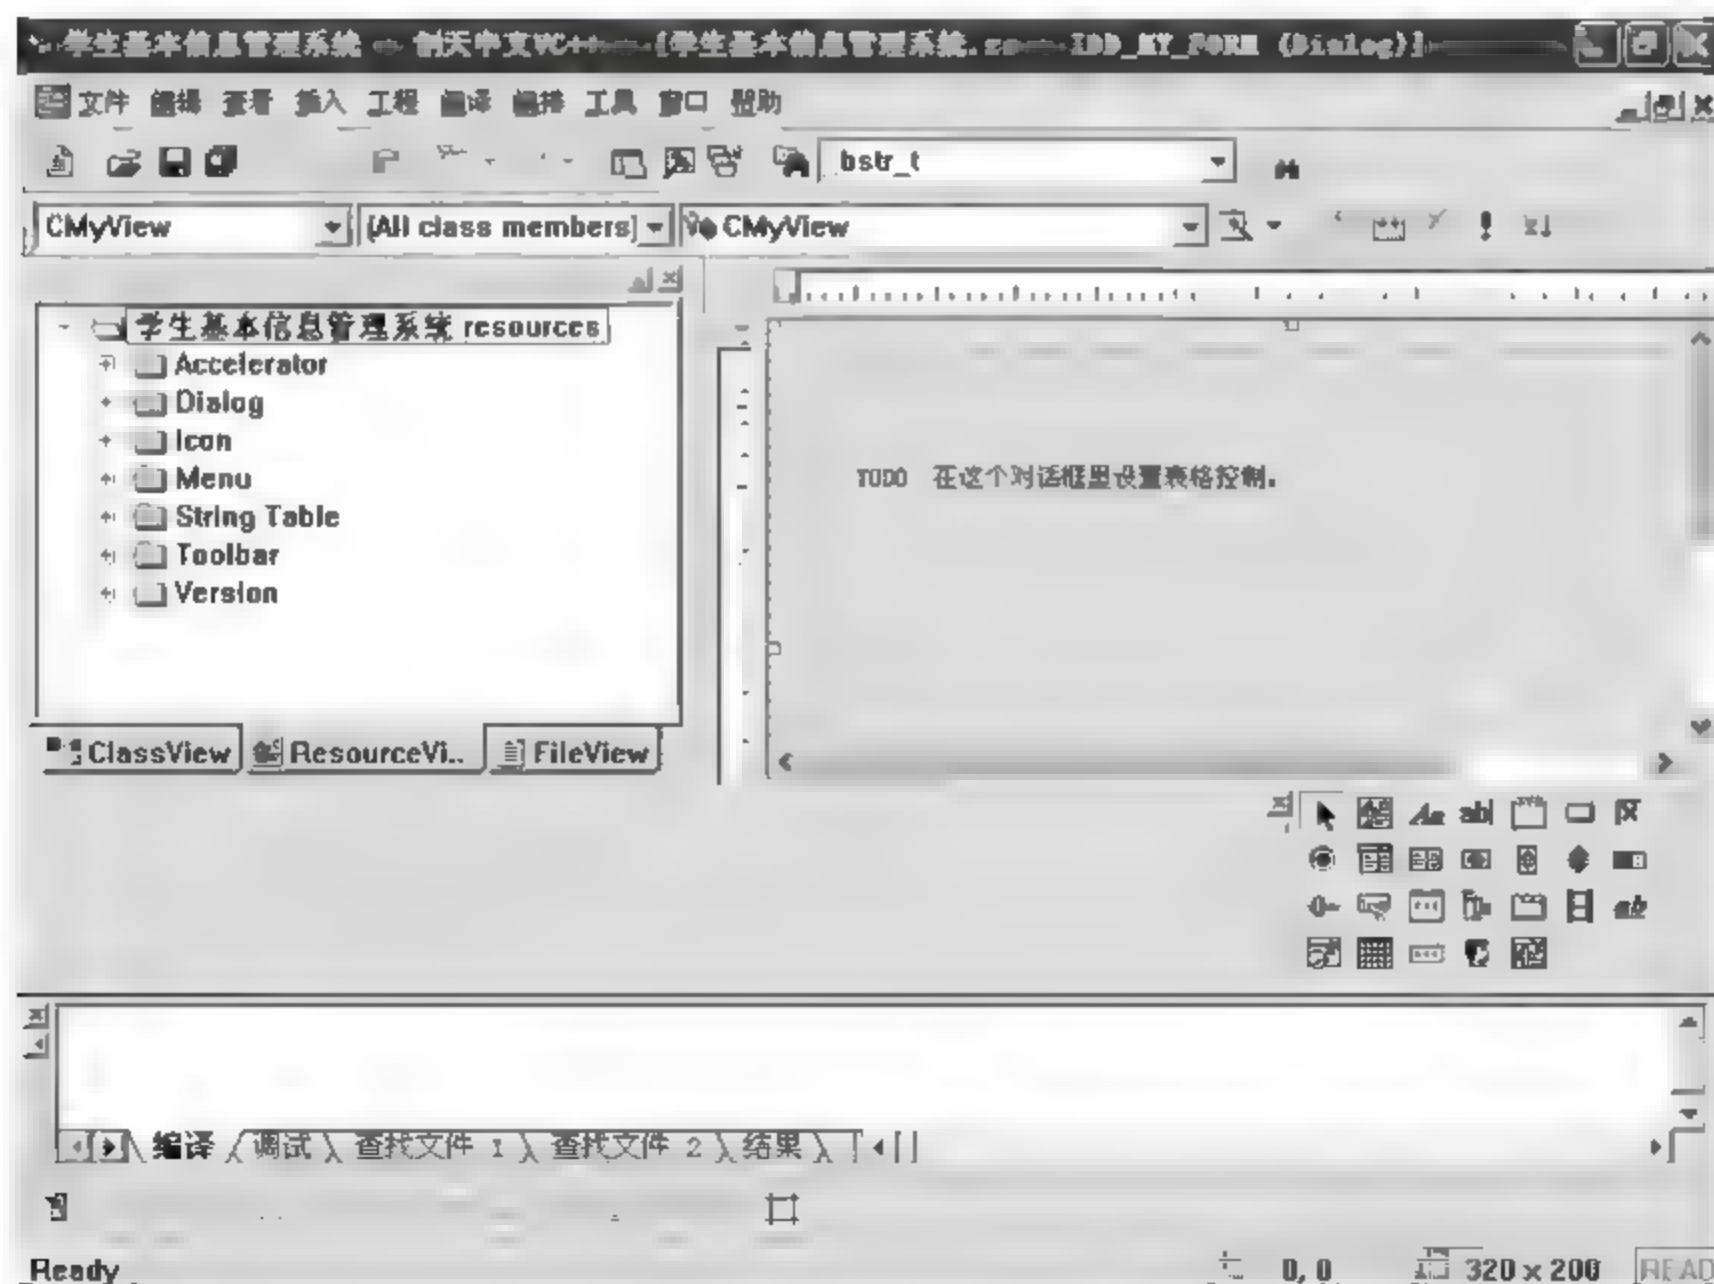 学生基本信息管理系统 - 创天中文VC++ - [学生基本信息管理系统.rc - IDD_MY_FORM (Dialog)]
文件 编辑 查看 插入 工程 编译 编排 工具 窗口 帮助
bstr_t
CMyView [All class members] CMyView
学生基本信息管理系统 resources
Accelerator
Dialog
Icon
Menu
String Table
Toolbar
Version
TODO 在这个对话框里设置表格控制.
ClassView ResourceVi.. FileView
编译 调试 查找文件 1 查找文件 2 结果
Ready 0, 0 320 x 200 READ